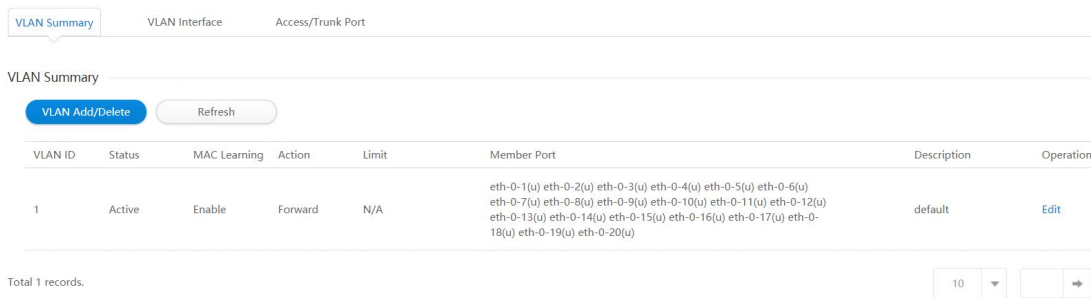 VLAN Summary VLAN Interface Access/Trunk Port
VLAN Summary
VLAN Add/Delete Refresh
VLAN ID Status MAC Learning Action Limit Member Port Description Operation
eth-0-1(u) eth-0-2(u) eth-0-3(u) eth-0-4(u) eth-0-5(u) eth-0-6(u)
eth-0-7(u) eth-0-8(u) eth-0-9(u) eth-0-10(u) eth-0-11(u) eth-0-12(u)
1 Active Enable Forward N/A default Edit
eth-0-13(u) eth-0-14(u) eth-0-15(u) eth-0-16(u) eth-0-17(u) eth-0-
18(u) eth-0-19(u) eth-0-20(u)
Total 1 records. 10